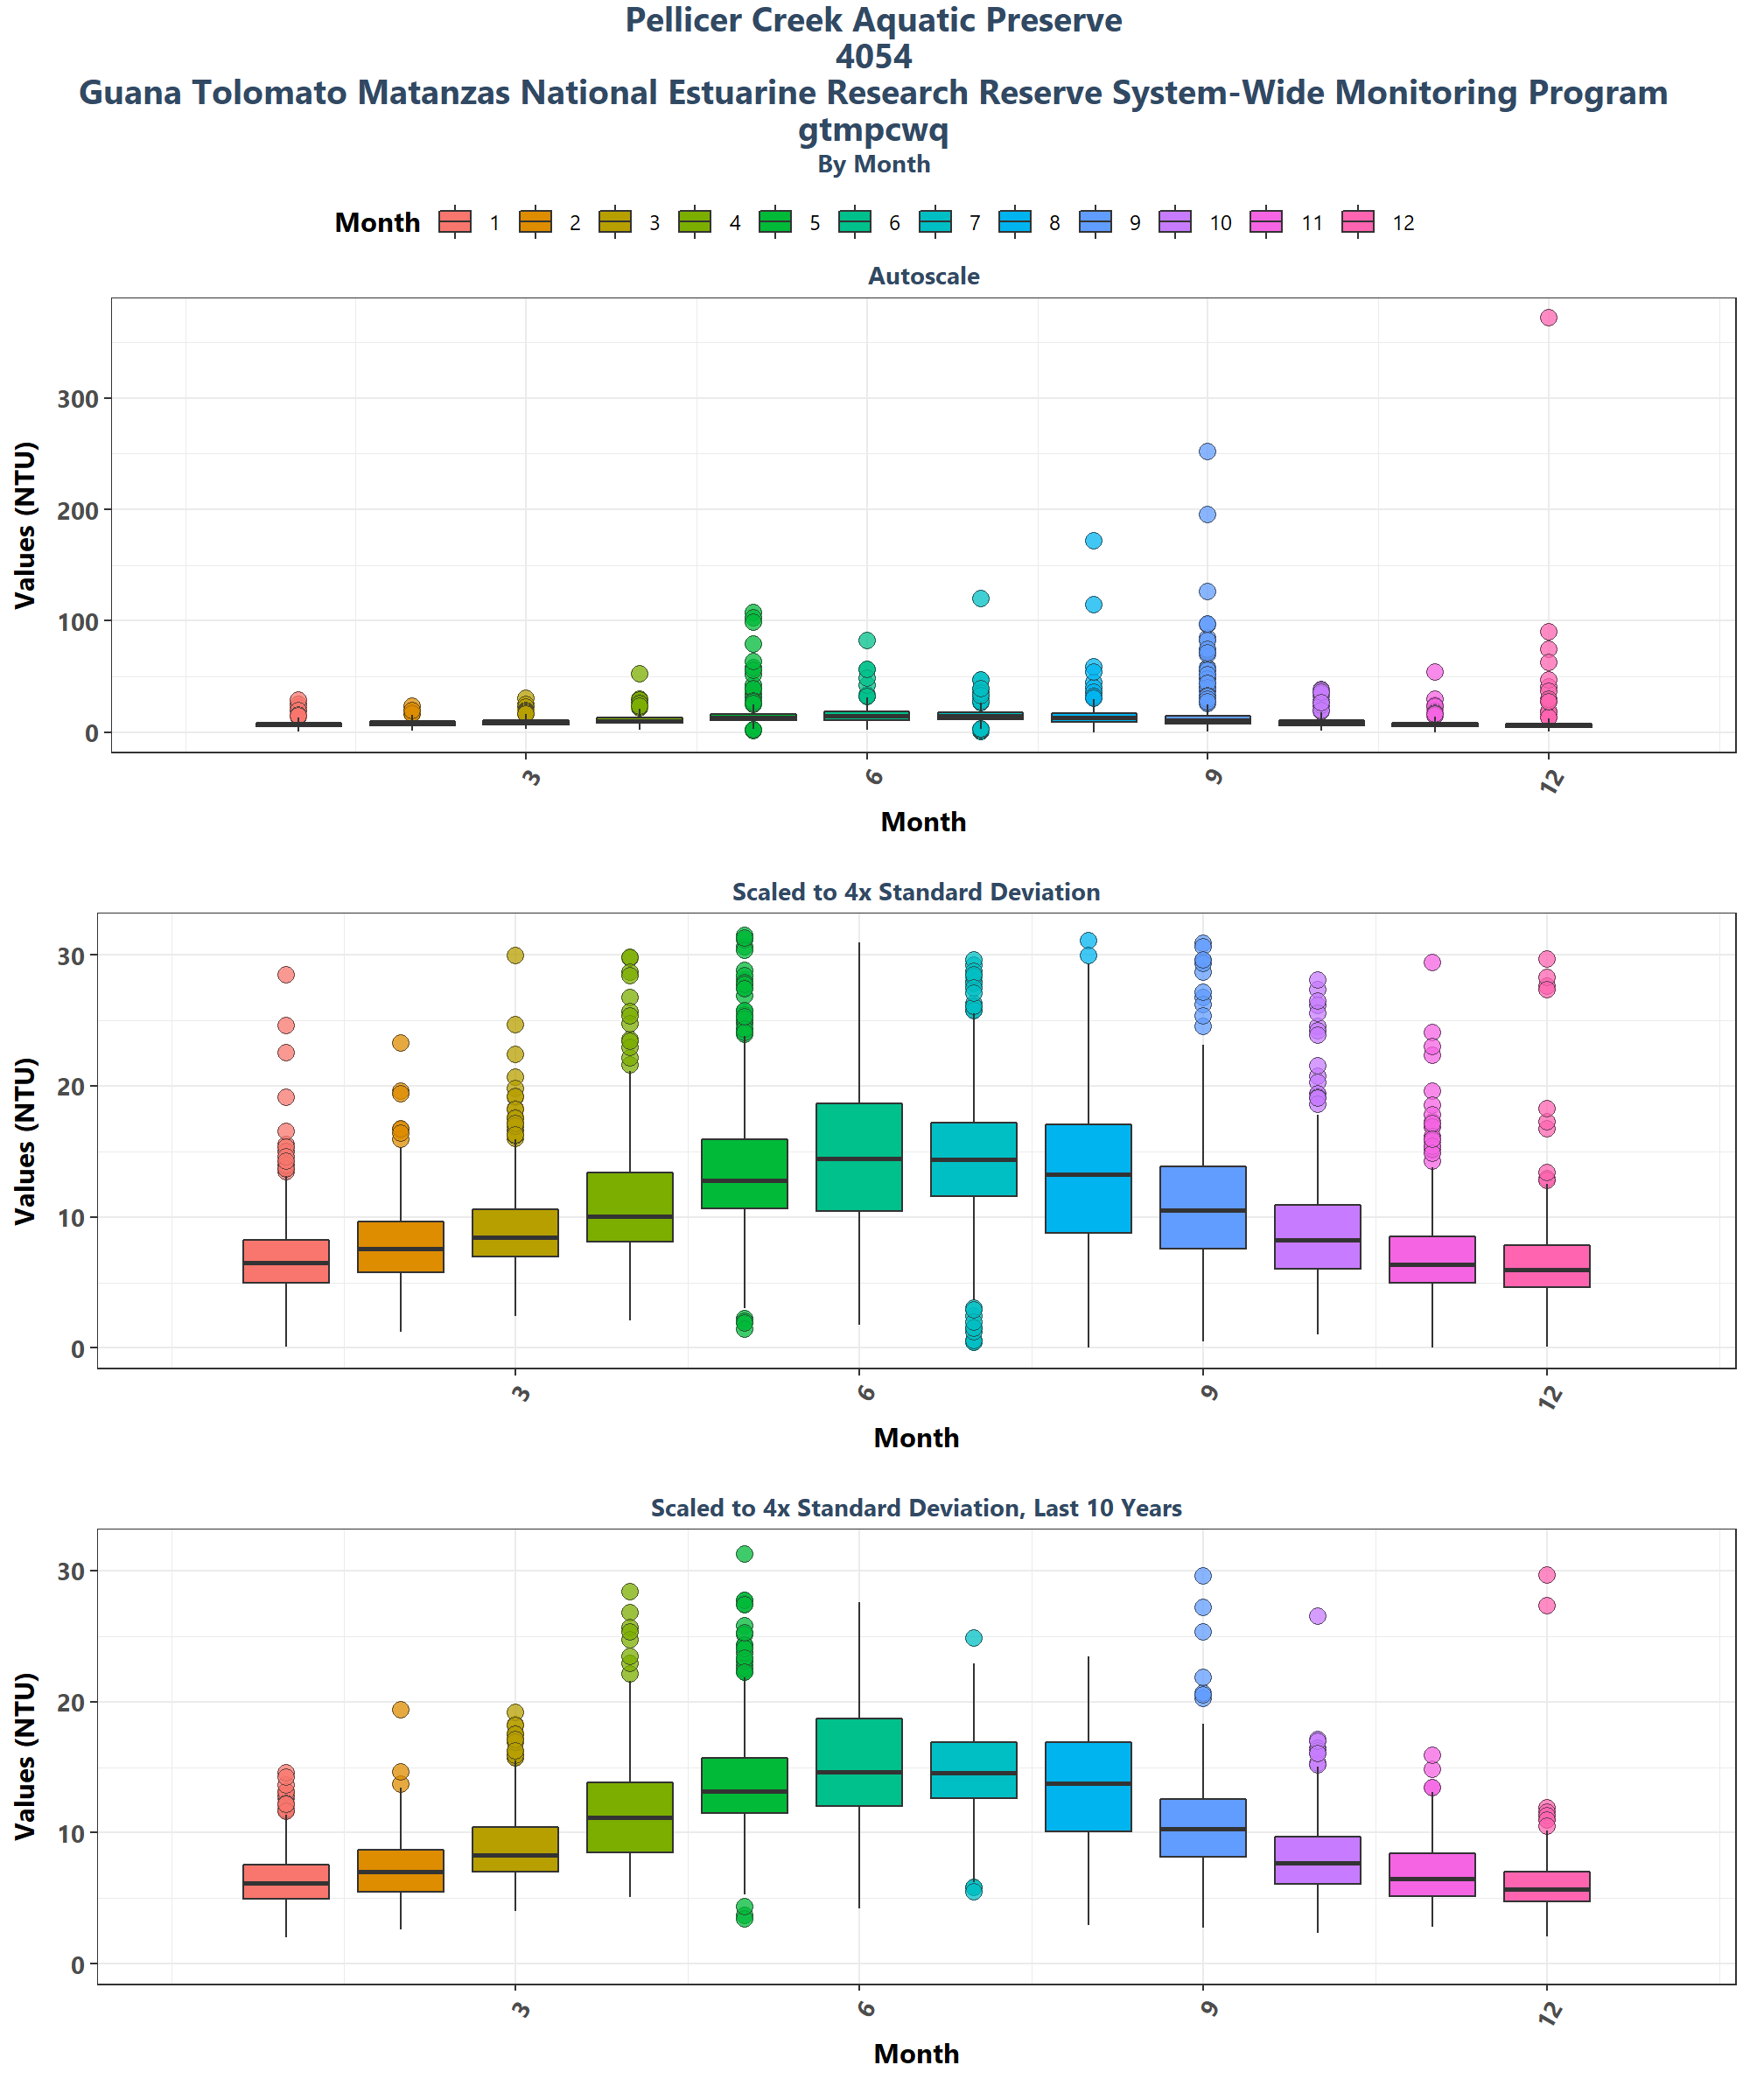 Pellicer Creek Aquatic Preserve
4054
Guana Tolomato Matanzas National Estuarine Research Reserve System-Wide Monitoring Program
gtmpcwq
By Month
Month 1 2 3 4 5 6 7 8 9 10 11 12
Autoscale
300
200
100
0
Values (NTU)
3 6 9 12
Month
Scaled to 4x Standard Deviation
30
20
10
0
Values (NTU)
3 6 9 12
Month
Scaled to 4x Standard Deviation, Last 10 Years
30
20
10
0
Values (NTU)
3 6 9 12
Month